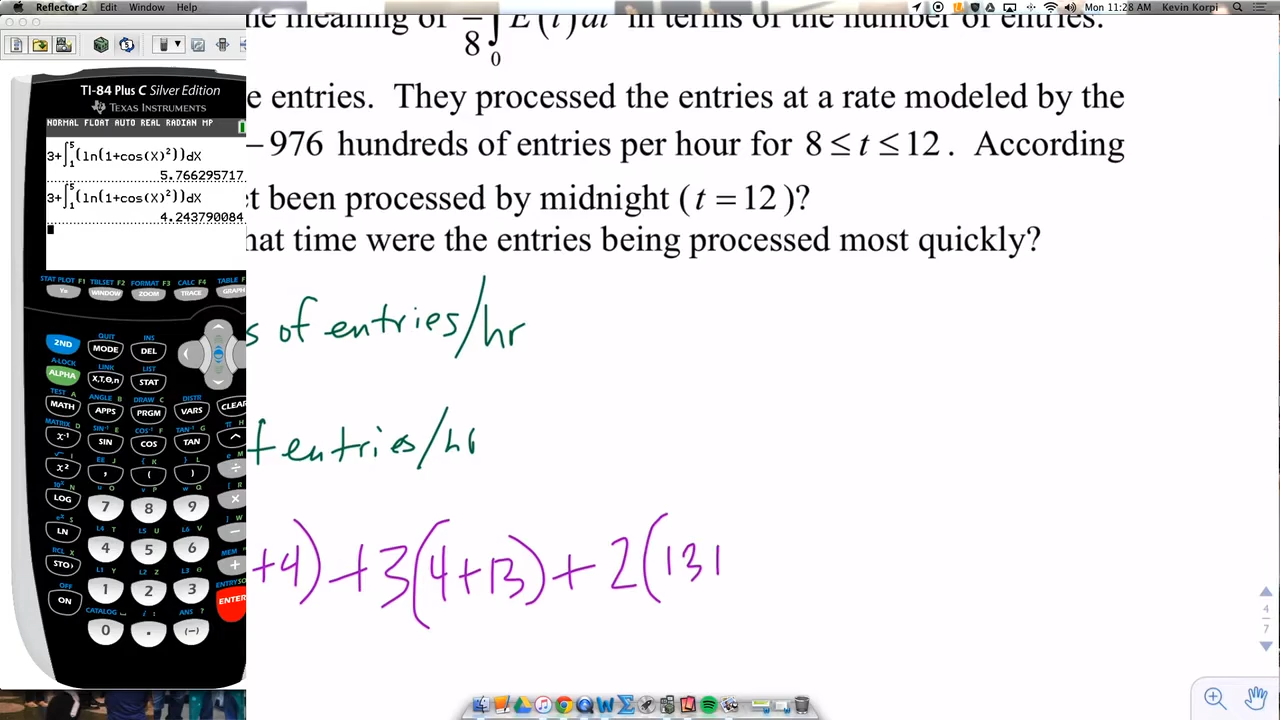 Reflector 2 Edit Window Help Mon 11:28 AM Kevin Korpi
meaning of 1/8 ∫₀ E(t)dt in terms of the number of entries.
e entries. They processed the entries at a rate modeled by the
– 976 hundreds of entries per hour for 8 ≤ t ≤ 12 . According
t been processed by midnight ( t = 12 )?
hat time were the entries being processed most quickly?
s of entries/hr
f entries/hr
+4) + 3(4+13) + 2(131
TI-84 Plus C Silver Edition
TEXAS INSTRUMENTS
NORMAL FLOAT AUTO REAL RADIAN MP
3+∫₁⁵(ln(1+cos(X)²))dX
5.766295717
3+∫₁⁵(ln(1+cos(X)²))dX
4.243790084
STAT PLOT F1 TBLSET F2 FORMAT F3 CALC F4 TABLE F
Y= WINDOW ZOOM TRACE GRAPH
QUIT INS
2ND MODE DEL
A-LOCK LINK LIST
ALPHA X,T,Θ,n STAT
TEST A ANGLE B DRAW C DISTR
MATH APPS PRGM VARS CLEAR
MATRIX D SIN⁻¹ E COS⁻¹ F TAN⁻¹ G π H
x⁻¹ SIN COS TAN ^
√ I EE J { K } L e M
x² , ( ) ÷
10ˣ N u O v P w Q
LOG 7 8 9 ×
eˣ S L4 T L5 U L6 V
LN 4 5 6 −
RCL X L1 Y L2 Z L3 θ MEM "
STO› 1 2 3 +
OFF CATALOG i : ANS ? ENTRY SO
ON 0 . (−) ENTER
4
7